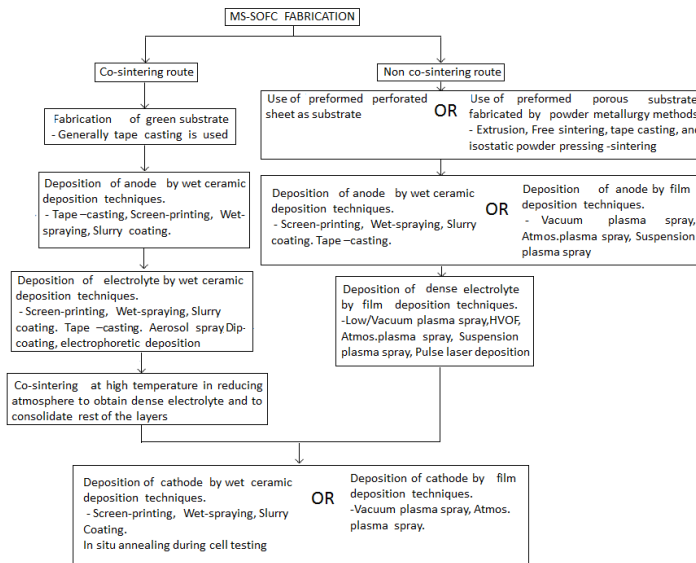 MS-SOFC FABRICATION
Co-sintering route
Non co-sintering route
Fabrication of green substrate
- Generally tape casting is used
Use of preformed perforated
sheet as substrate
OR
Use of preformed porous substrate
fabricated by powder metallurgy methods
- Extrusion, Free sintering, tape casting, and
isostatic powder pressing -sintering
Deposition of anode by wet ceramic
deposition techniques.
- Tape –casting, Screen-printing, Wet-
spraying, Slurry coating.
Deposition of anode by wet ceramic
deposition techniques.
- Screen-printing, Wet-spraying, Slurry
coating. Tape –casting.
OR
Deposition of anode by film
deposition techniques.
- Vacuum plasma spray,
Atmos.plasma spray, Suspension
plasma spray
Deposition of electrolyte by wet ceramic
deposition techniques.
- Screen-printing, Wet-spraying, Slurry
coating. Tape –casting. Aerosol spray Dip-
coating, electrophoretic deposition
Deposition of dense electrolyte
by film deposition techniques.
-Low/Vacuum plasma spray,HVOF,
Atmos.plasma spray, Suspension
plasma spray, Pulse laser deposition
Co-sintering at high temperature in reducing
atmosphere to obtain dense electrolyte and to
consolidate rest of the layers
Deposition of cathode by wet ceramic
deposition techniques.
- Screen-printing, Wet-spraying, Slurry
Coating.
In situ annealing during cell testing
OR
Deposition of cathode by film
deposition techniques.
-Vacuum plasma spray, Atmos.
plasma spray.